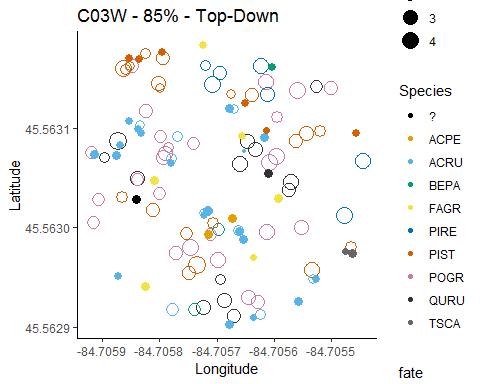 C03W - 85% - Top-Down
3
4
Species
?
ACPE
ACRU
BEPA
FAGR
PIRE
PIST
POGR
QURU
TSCA
fate
Latitude
45.5631
45.5630
45.5629
-84.7059 -84.7058 -84.7057 -84.7056 -84.7055
Longitude